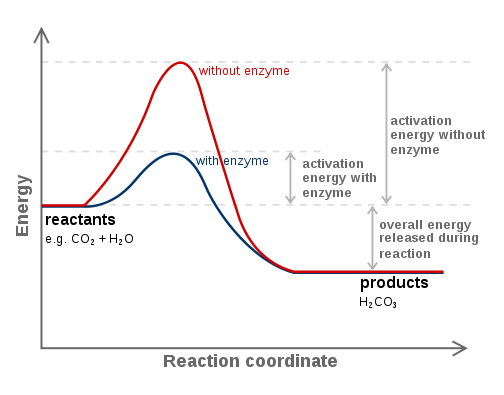 without enzyme
activation
energy without
enzyme
with enzyme
activation
energy with
enzyme
Energy
reactants
e.g. CO₂ + H₂O
overall energy
released during
reaction
products
H₂CO₃
Reaction coordinate